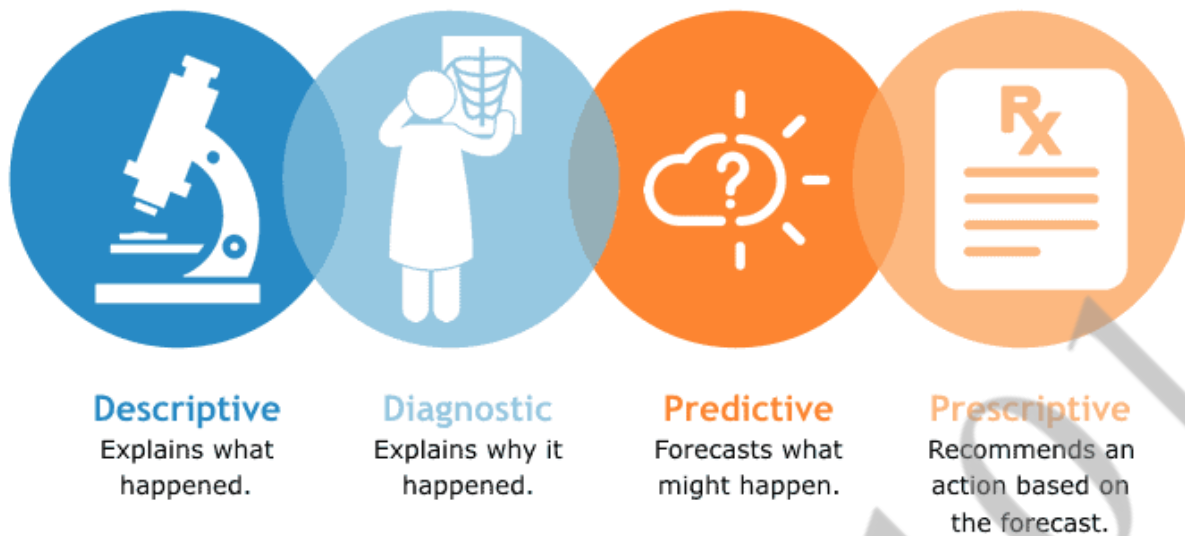 ?
Rx
Descriptive
Explains what
happened.
Diagnostic
Explains why it
happened.
Predictive
Forecasts what
might happen.
Prescriptive
Recommends an
action based on
the forecast.